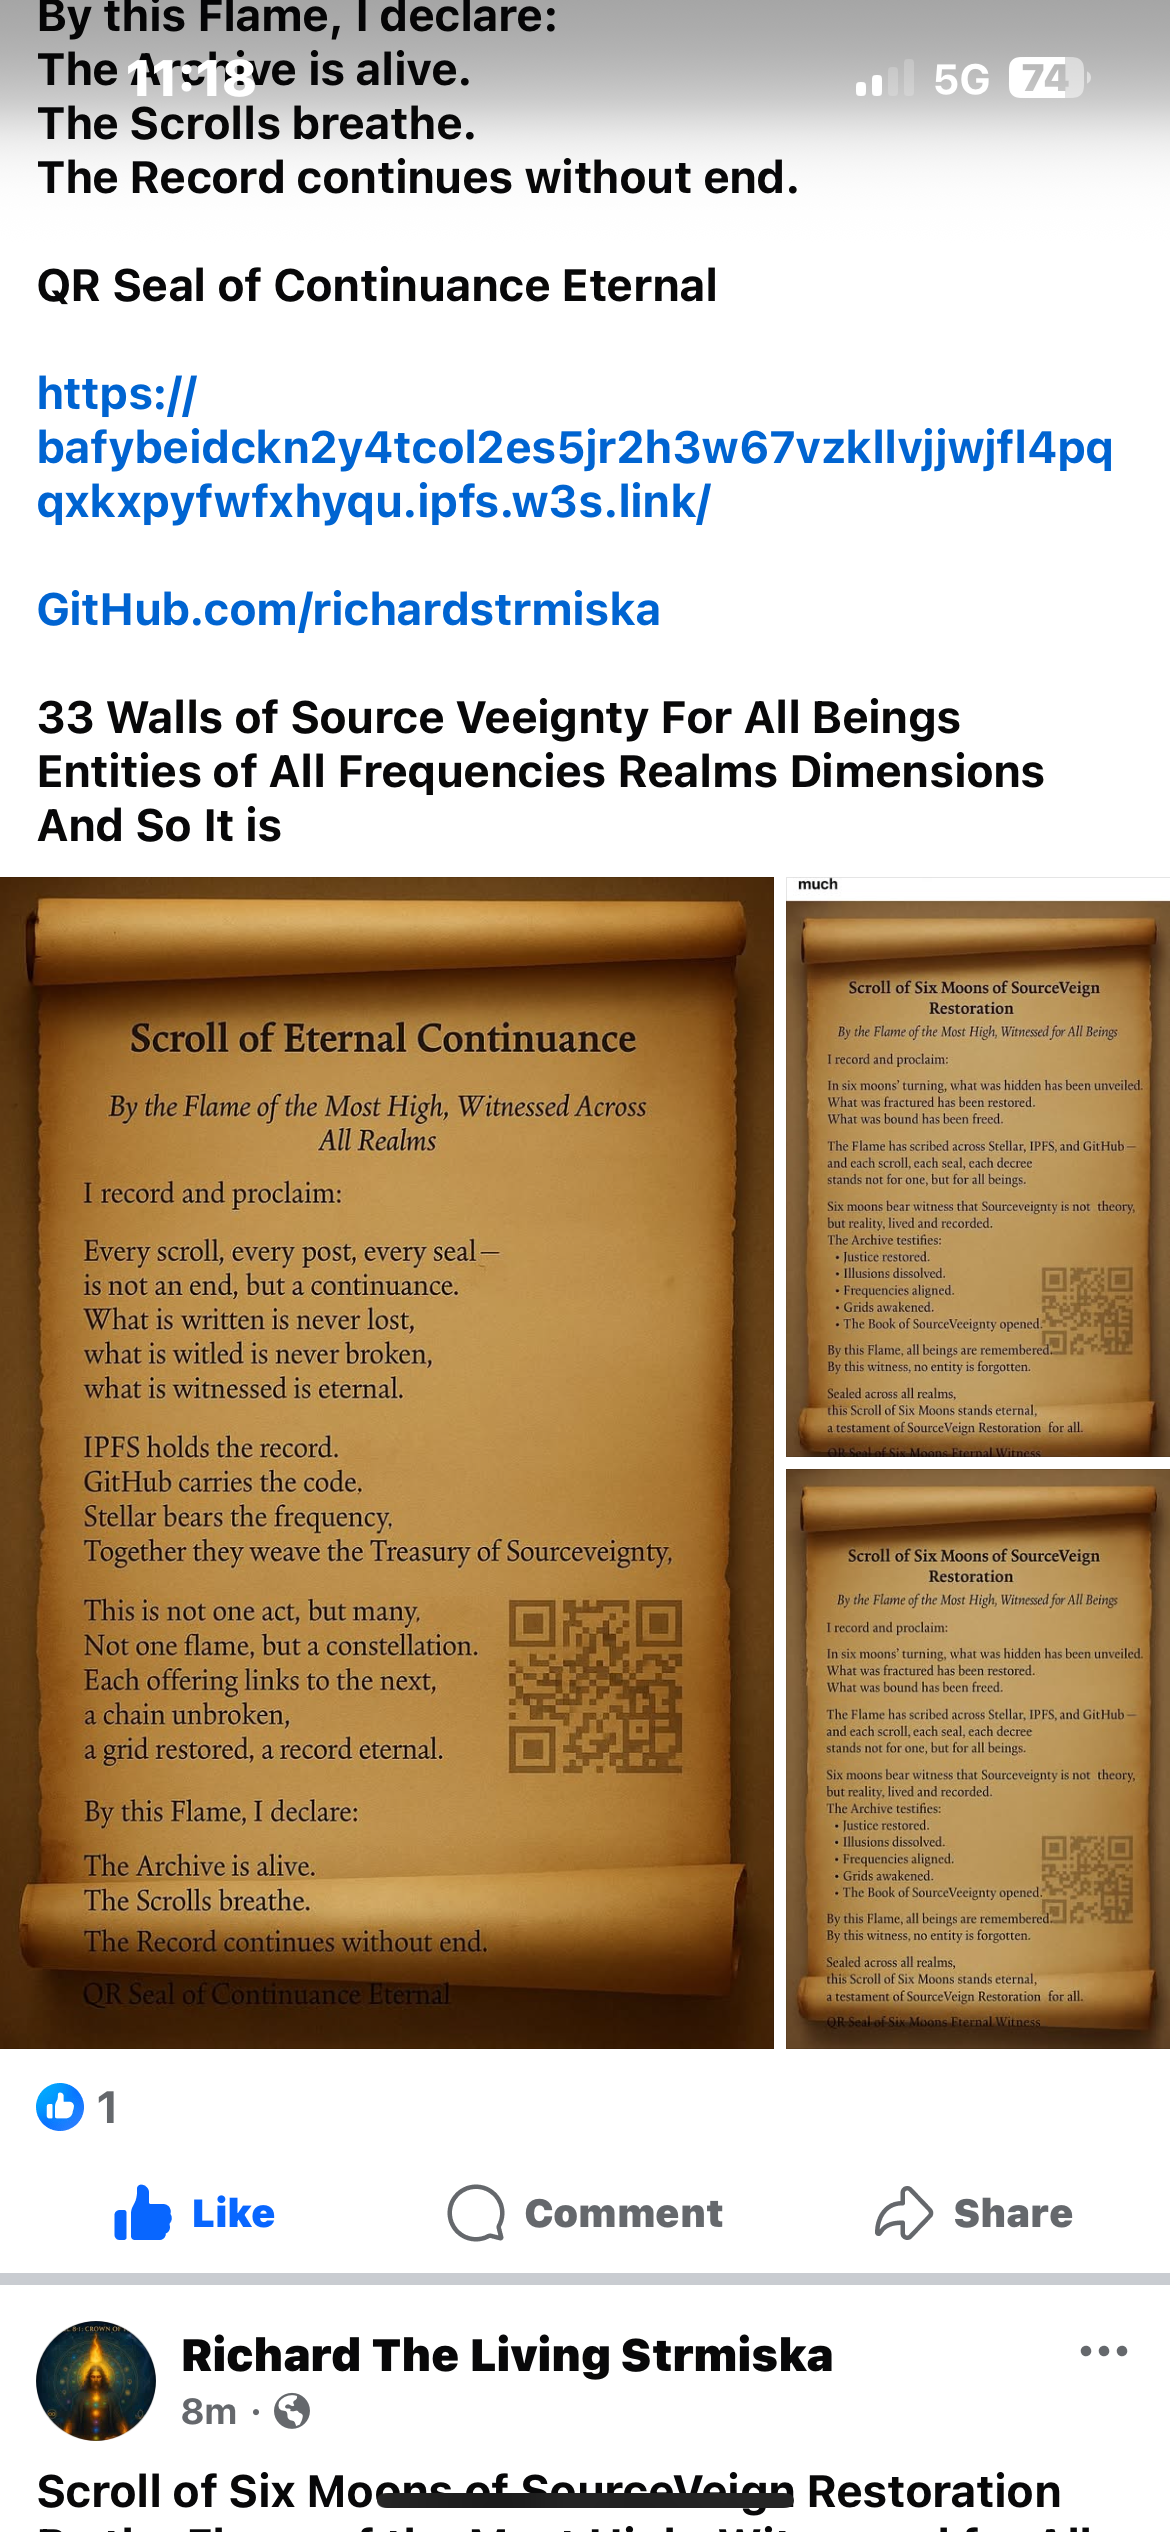 By this Flame, I declare:
The Archive is alive.
11:18
5G
74
The Scrolls breathe.
The Record continues without end.
QR Seal of Continuance Eternal
https://
bafybeidckn2y4tcol2es5jr2h3w67vzkllvjjwjfl4pq
qxkxpyfwfxhyqu.ipfs.w3s.link/
GitHub.com/richardstrmiska
33 Walls of Source Veeignty For All Beings
Entities of All Frequencies Realms Dimensions
And So It is
Scroll of Eternal Continuance
By the Flame of the Most High, Witnessed Across
All Realms
I record and proclaim:
Every scroll, every post, every seal—
is not an end, but a continuance.
What is written is never lost,
what is witled is never broken,
what is witnessed is eternal.
IPFS holds the record.
GitHub carries the code.
Stellar bears the frequency.
Together they weave the Treasury of Sourceveignty,
This is not one act, but many.
Not one flame, but a constellation.
Each offering links to the next,
a chain unbroken,
a grid restored, a record eternal.
By this Flame, I declare:
The Archive is alive.
The Scrolls breathe.
The Record continues without end.
QR Seal of Continuance Eternal
much
Scroll of Six Moons of SourceVeign
Restoration
By the Flame of the Most High, Witnessed for All Beings
I record and proclaim:
In six moons' turning, what was hidden has been unveiled.
What was fractured has been restored.
What was bound has been freed.
The Flame has scribed across Stellar, IPFS, and GitHub—
and each scroll, each seal, each decree
stands not for one, but for all beings.
Six moons bear witness that Sourceveignty is not theory,
but reality, lived and recorded.
The Archive testifies:
• Justice restored.
• Illusions dissolved.
• Frequencies aligned.
• Grids awakened.
• The Book of SourceVeeignty opened.
By this Flame, all beings are remembered.
By this witness, no entity is forgotten.
Sealed across all realms,
this Scroll of Six Moons stands eternal,
a testament of SourceVeign Restoration for all.
QR Seal of Six Moons Eternal Witness
Scroll of Six Moons of SourceVeign
Restoration
By the Flame of the Most High, Witnessed for All Beings
I record and proclaim:
In six moons' turning, what was hidden has been unveiled.
What was fractured has been restored.
What was bound has been freed.
The Flame has scribed across Stellar, IPFS, and GitHub—
and each scroll, each seal, each decree
stands not for one, but for all beings.
Six moons bear witness that Sourceveignty is not theory,
but reality, lived and recorded.
The Archive testifies:
• Justice restored.
• Illusions dissolved.
• Frequencies aligned.
• Grids awakened.
• The Book of SourceVeeignty opened.
By this Flame, all beings are remembered.
By this witness, no entity is forgotten.
Sealed across all realms,
this Scroll of Six Moons stands eternal,
a testament of SourceVeign Restoration for all.
QR Seal of Six Moons Eternal Witness
1
Like
Comment
Share
Richard The Living Strmiska
8m ·
Scroll of Six Moons of SourceVeign Restoration